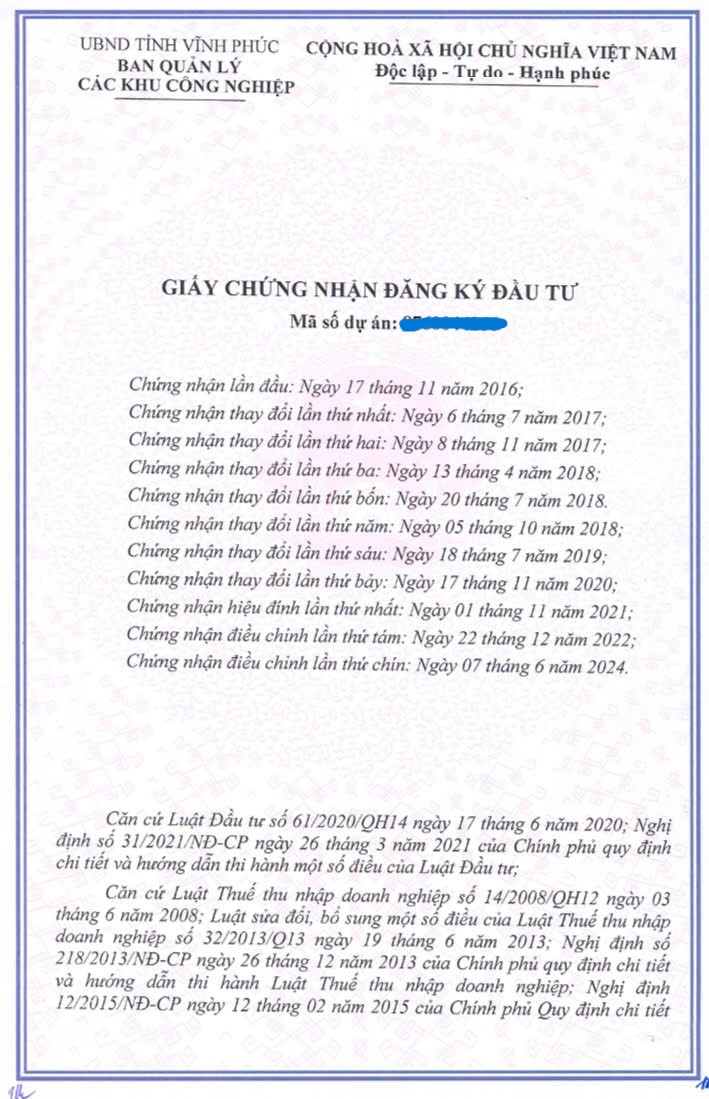 UBND TỈNH VĨNH PHÚC
BAN QUẢN LÝ
CÁC KHU CÔNG NGHIỆP
CỘNG HOÀ XÃ HỘI CHỦ NGHĨA VIỆT NAM
Độc lập - Tự do - Hạnh phúc
GIẤY CHỨNG NHẬN ĐĂNG KÝ ĐẦU TƯ
Mã số dự án:
Chứng nhận lần đầu: Ngày 17 tháng 11 năm 2016;
Chứng nhận thay đổi lần thứ nhất: Ngày 6 tháng 7 năm 2017;
Chứng nhận thay đổi lần thứ hai: Ngày 8 tháng 11 năm 2017;
Chứng nhận thay đổi lần thứ ba: Ngày 13 tháng 4 năm 2018;
Chứng nhận thay đổi lần thứ bốn: Ngày 20 tháng 7 năm 2018.
Chứng nhận thay đổi lần thứ năm: Ngày 05 tháng 10 năm 2018;
Chứng nhận thay đổi lần thứ sáu: Ngày 18 tháng 7 năm 2019;
Chứng nhận thay đổi lần thứ bảy: Ngày 17 tháng 11 năm 2020;
Chứng nhận hiệu đính lần thứ nhất: Ngày 01 tháng 11 năm 2021;
Chứng nhận điều chỉnh lần thứ tám: Ngày 22 tháng 12 năm 2022;
Chứng nhận điều chỉnh lần thứ chín: Ngày 07 tháng 6 năm 2024.
Căn cứ Luật Đầu tư số 61/2020/QH14 ngày 17 tháng 6 năm 2020; Nghị
định số 31/2021/NĐ-CP ngày 26 tháng 3 năm 2021 của Chính phủ quy định
chi tiết và hướng dẫn thi hành một số điều của Luật Đầu tư;
Căn cứ Luật Thuế thu nhập doanh nghiệp số 14/2008/QH12 ngày 03
tháng 6 năm 2008; Luật sửa đổi, bổ sung một số điều của Luật Thuế thu nhập
doanh nghiệp số 32/2013/Q13 ngày 19 tháng 6 năm 2013; Nghị định số
218/2013/NĐ-CP ngày 26 tháng 12 năm 2013 của Chính phủ quy định chi tiết
và hướng dẫn thi hành Luật Thuế thu nhập doanh nghiệp; Nghị định
12/2015/NĐ-CP ngày 12 tháng 02 năm 2015 của Chính phủ Quy định chi tiết